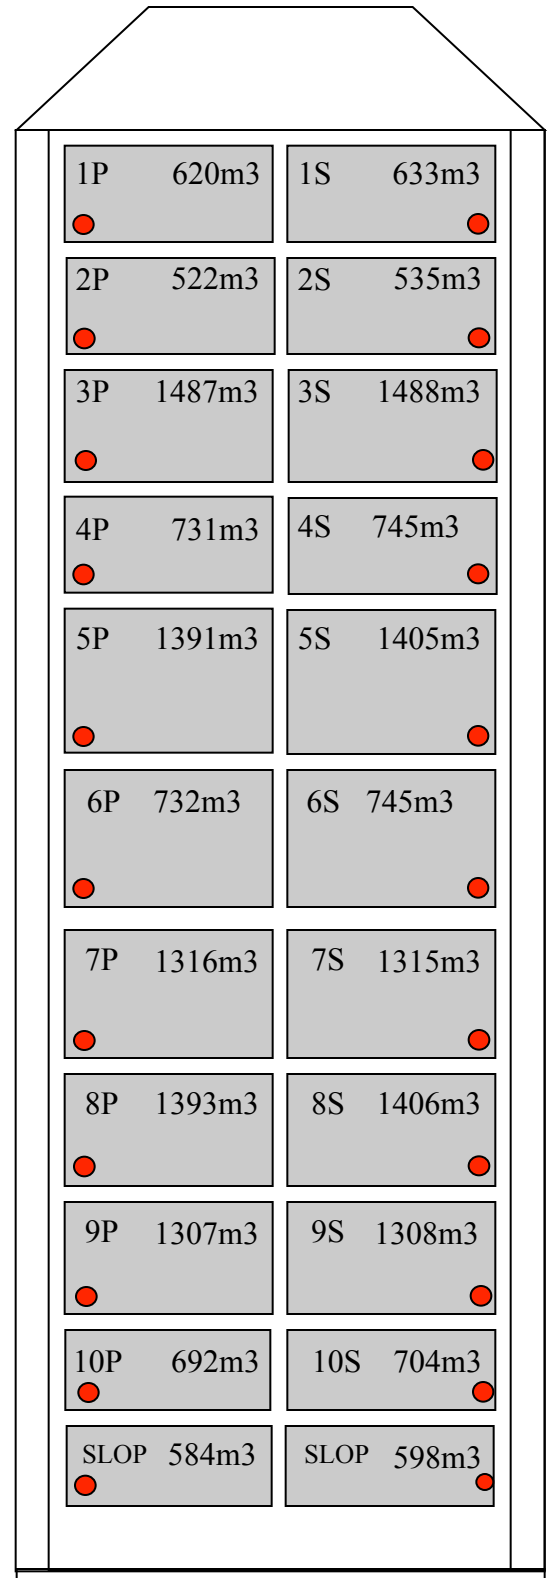 1P 620m3 1S 633m3
2P 522m3 2S 535m3
3P 1487m3 3S 1488m3
4P 731m3 4S 745m3
5P 1391m3 5S 1405m3
6P 732m3 6S 745m3
7P 1316m3 7S 1315m3
8P 1393m3 8S 1406m3
9P 1307m3 9S 1308m3
10P 692m3 10S 704m3
SLOP 584m3 SLOP 598m3